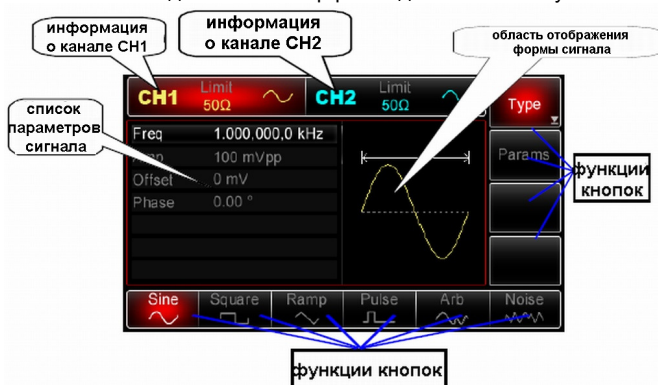 информация
о канале CH1
информация
о канале CH2
область отображения
формы сигнала
список
параметров
сигнала
CH1 Limit
50Ω
CH2 Limit
50Ω
Type
Freq 1.000,000,0 kHz
100 mVpp
Offset 0 mV
Phase 0.00 °
Params
функции
кнопок
Sine Square Ramp Pulse Arb Noise
функции кнопок